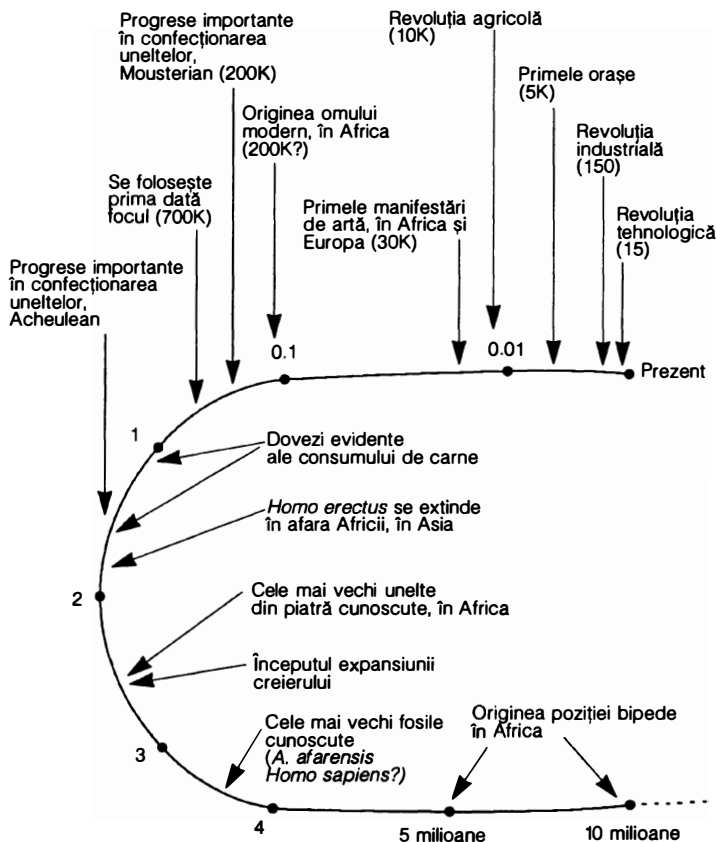 Progrese importante
în confecționarea
uneltelor,
Mousterian (200K)
Revoluția agricolă
(10K)
Primele orașe
(5K)
Originea omului
modern, în Africa
(200K?)
Revoluția
industrială
(150)
Se folosește
prima dată
focul (700K)
Primele manifestări
de artă, în Africa și
Europa (30K)
Revoluția
tehnologică
(15)
Progrese importante
în confecționarea
uneltelor,
Acheulean
0.1
0.01
Prezent
1
Dovezi evidente
ale consumului de carne
Homo erectus se extinde
în afara Africii, în Asia
2
Cele mai vechi unelte
din piatră cunoscute, în Africa
Începutul expansiunii
creierului
3
Cele mai vechi fosile
cunoscute
(A. afarensis
Homo sapiens?)
Originea poziției bipede
în Africa
4
5 milioane
10 milioane